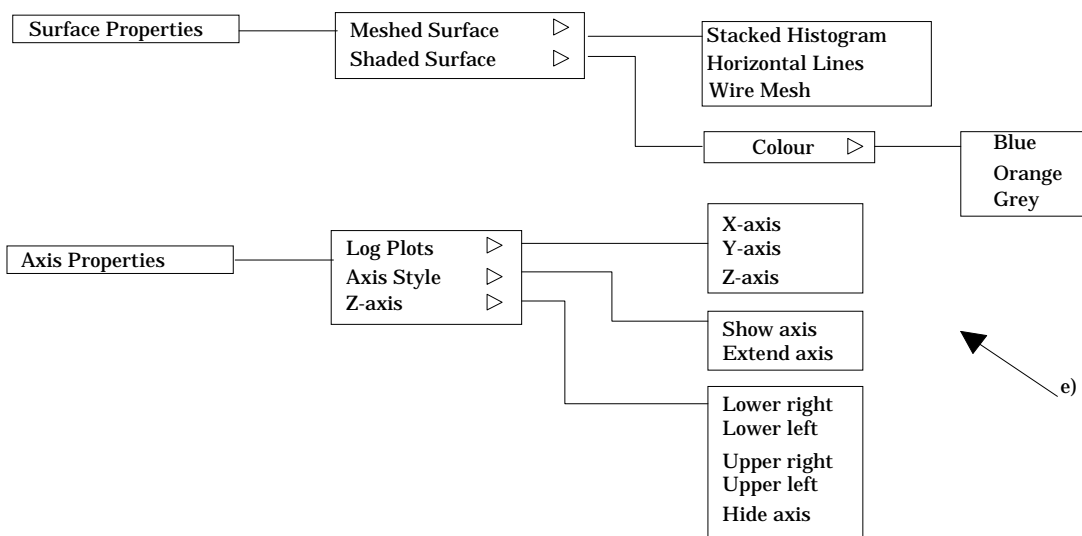 Surface Properties
Meshed Surface
Shaded Surface
Stacked Histogram
Horizontal Lines
Wire Mesh
Colour
Blue
Orange
Grey
Axis Properties
Log Plots
Axis Style
Z-axis
X-axis
Y-axis
Z-axis
Show axis
Extend axis
e)
Lower right
Lower left
Upper right
Upper left
Hide axis